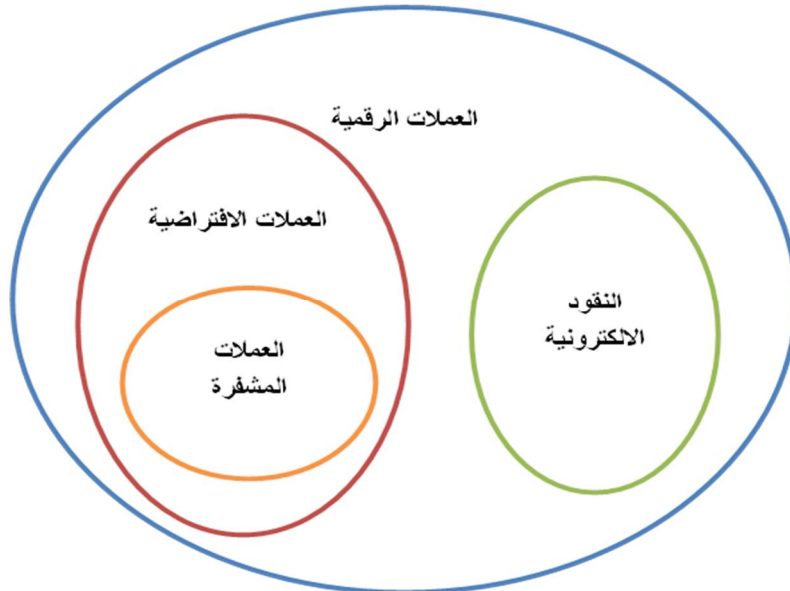 العملات الرقمية
العملات الافتراضية
العملات
المشفرة
النقود
الالكترونية